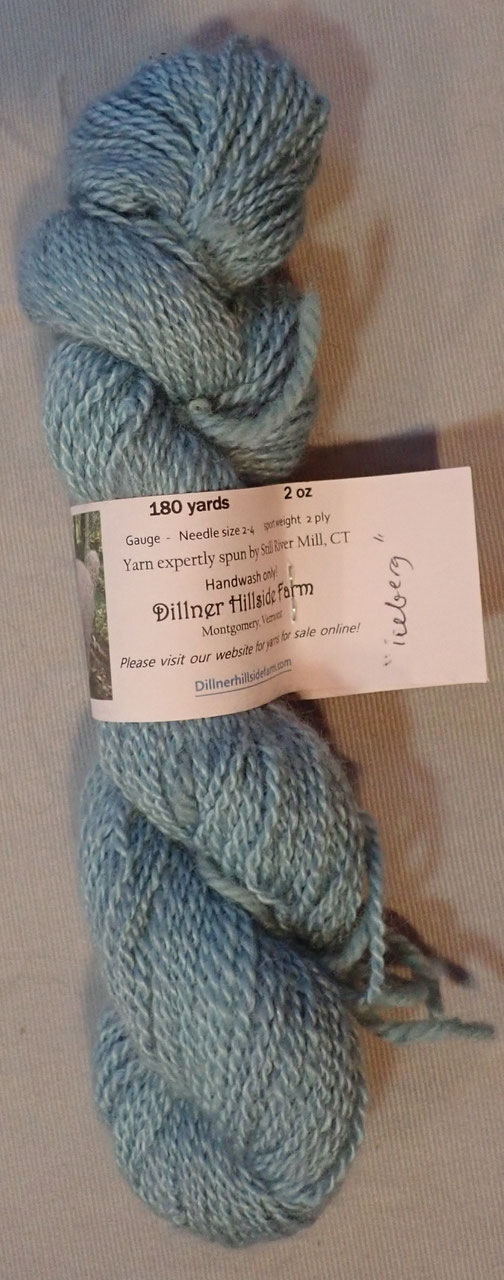 180 yards 2 oz
Gauge - Needle size 2-4 sport weight 2 ply
Yarn expertly spun by Still River Mill, CT
Handwash only!
Dillner Hillside Farm
Montgomery, Vermont
Please visit our website for yarns for sale online!
Dillnerhillsidefarm.com
"iceberg"